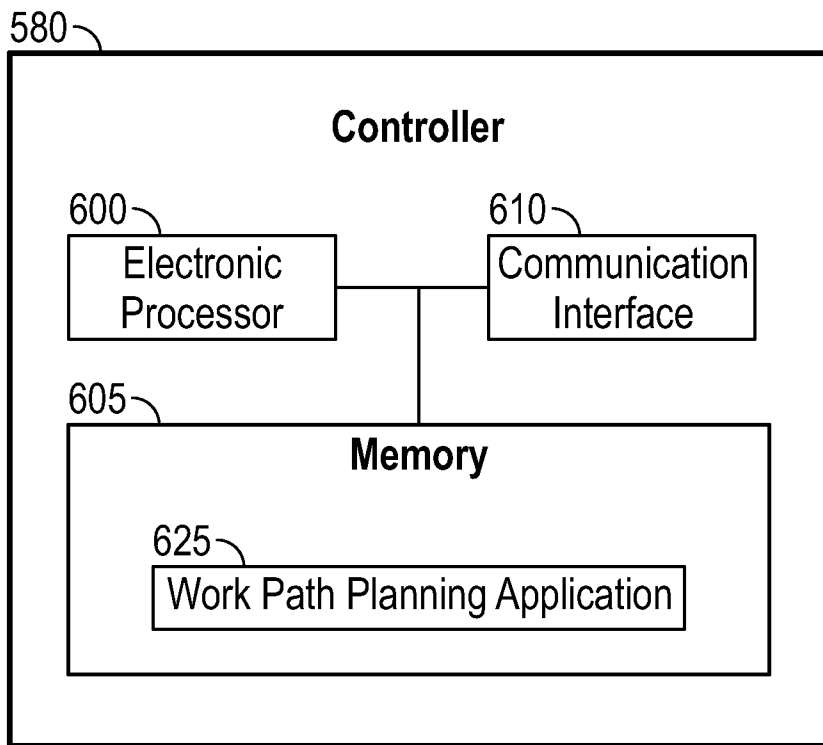 580
Controller
600
Electronic
Processor
610
Communication
Interface
605
Memory
625
Work Path Planning Application